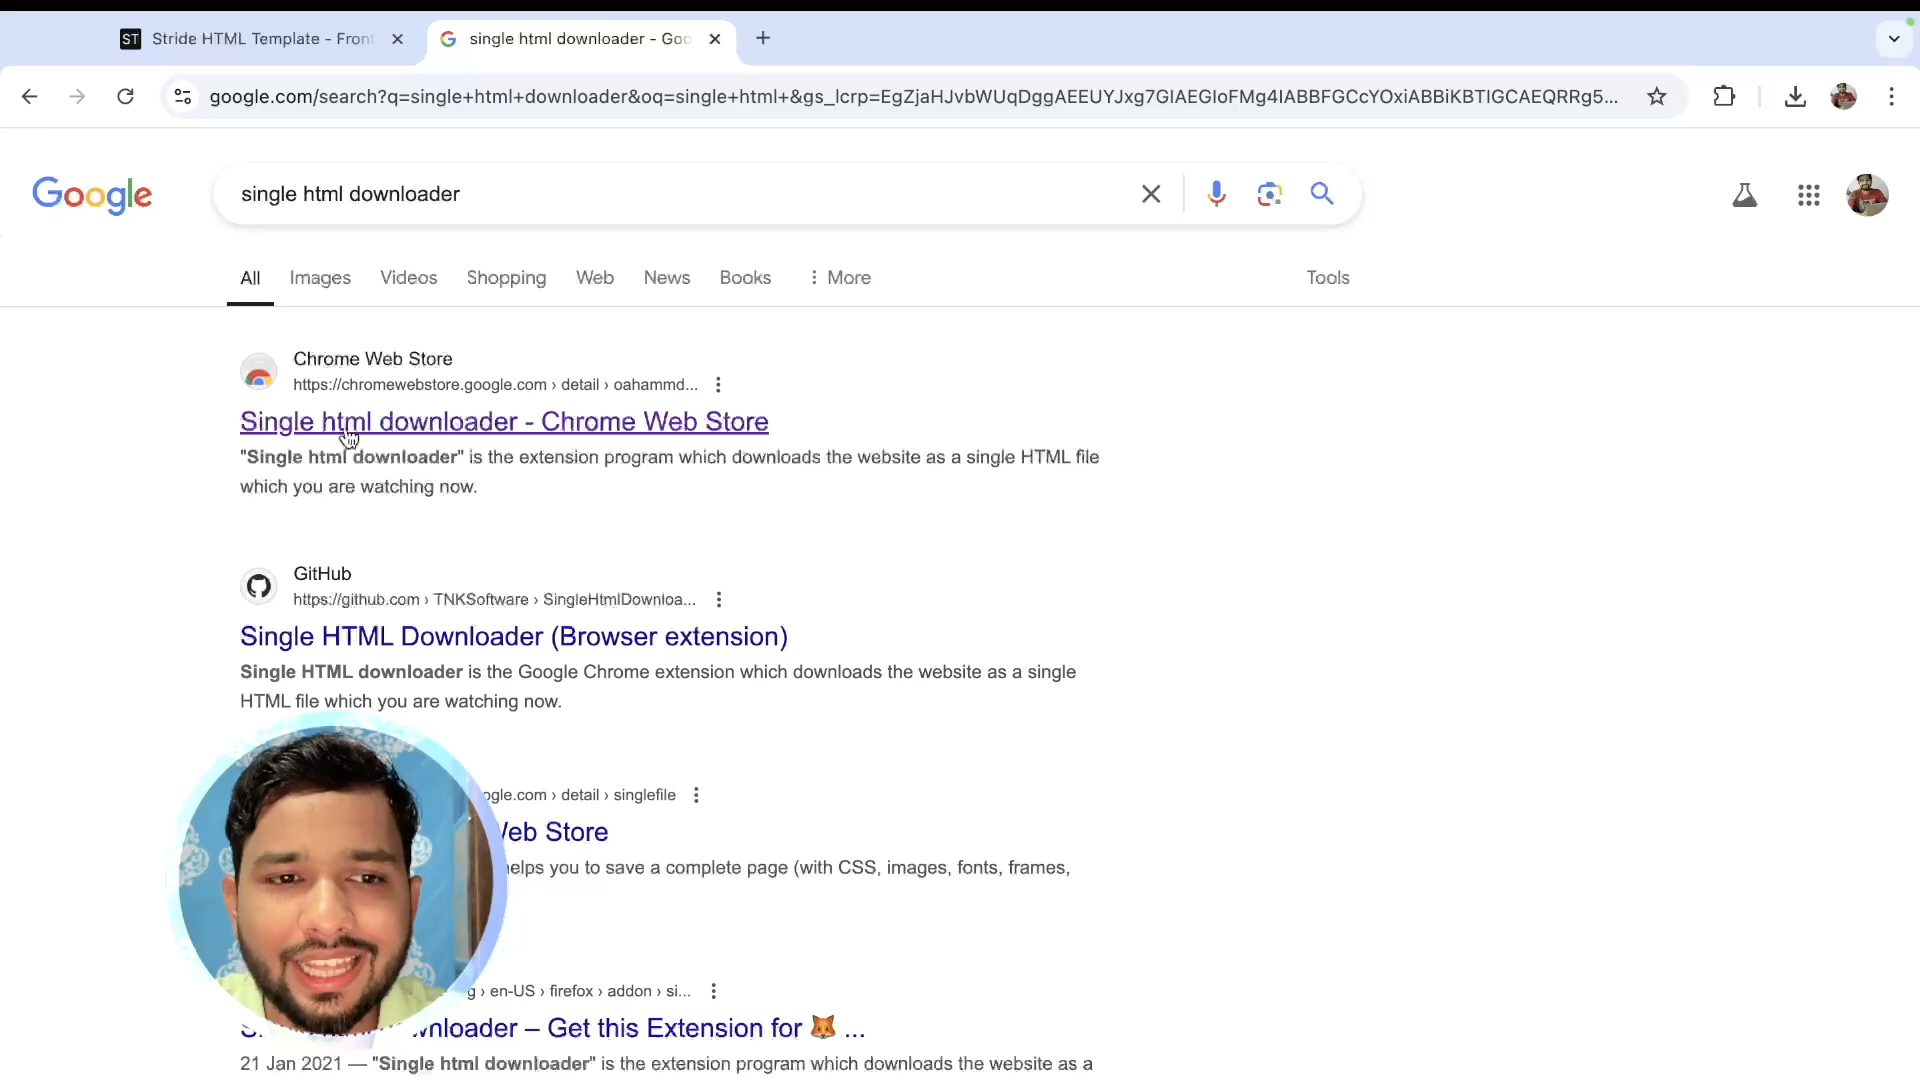 ST Stride HTML Template - Fron
single html downloader - Goo
google.com/search?q=single+html+downloader&oq=single+html+&gs_lcrp=EgZjaHJvbWUqDggAEEUYJxg7GIAEGIoFMg4IABBFGCcYOxiABBiKBTIGCAEQRRg5...
Google
single html downloader
All Images Videos Shopping Web News Books More Tools
Chrome Web Store
https://chromewebstore.google.com › detail › oahammd...
Single html downloader - Chrome Web Store
"Single html downloader" is the extension program which downloads the website as a single HTML file
which you are watching now.
GitHub
https://github.com › TNKSoftware › SingleHtmlDownloa...
Single HTML Downloader (Browser extension)
Single HTML downloader is the Google Chrome extension which downloads the website as a single
HTML file which you are watching now.
ogle.com › detail › singlefile
Web Store
helps you to save a complete page (with CSS, images, fonts, frames,
g › en-US › firefox › addon › si...
wnloader – Get this Extension for 🦊 ...
21 Jan 2021 — "Single html downloader" is the extension program which downloads the website as a